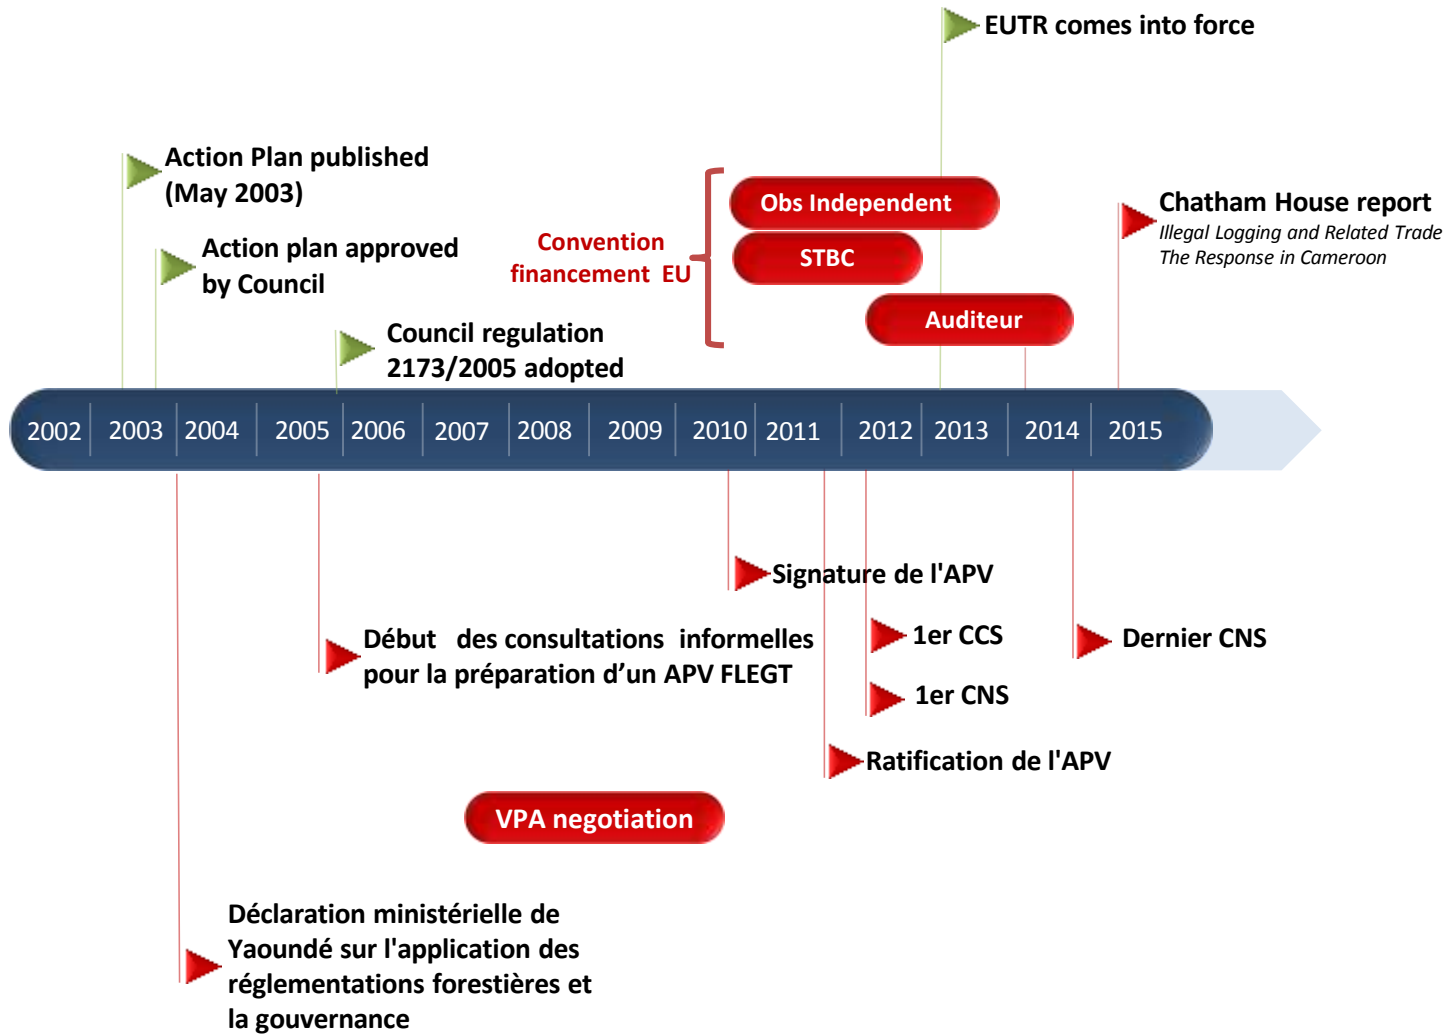 EUTR comes into force
Action Plan published
(May 2003)
Action plan approved
by Council
Council regulation
2173/2005 adopted
Convention
financement EU
Obs Independent
STBC
Auditeur
Chatham House report
Illegal Logging and Related Trade
The Response in Cameroon
2002 2003 2004 2005 2006 2007 2008 2009 2010 2011 2012 2013 2014 2015
Signature de l'APV
Début des consultations informelles
pour la préparation d’un APV FLEGT
1er CCS
Dernier CNS
1er CNS
Ratification de l'APV
VPA negotiation
Déclaration ministérielle de
Yaoundé sur l'application des
réglementations forestières et
la gouvernance